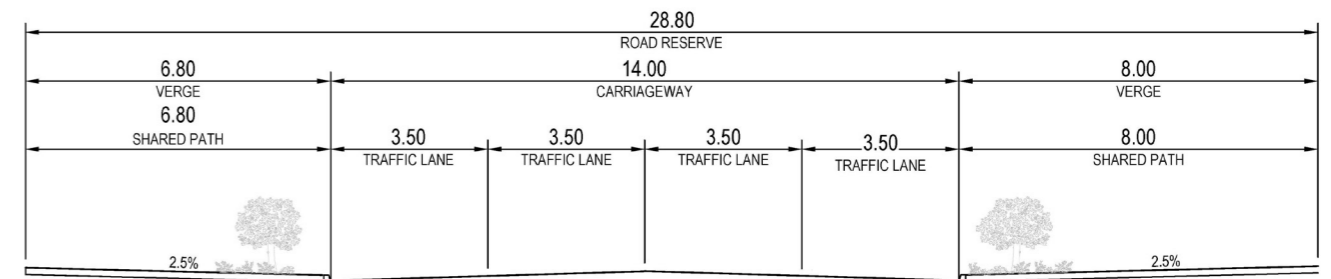 28.80
ROAD RESERVE
6.80
VERGE
14.00
CARRIAGEWAY
8.00
VERGE
6.80
SHARED PATH
3.50
TRAFFIC LANE
3.50
TRAFFIC LANE
3.50
TRAFFIC LANE
3.50
TRAFFIC LANE
8.00
SHARED PATH
2.5%
2.5%